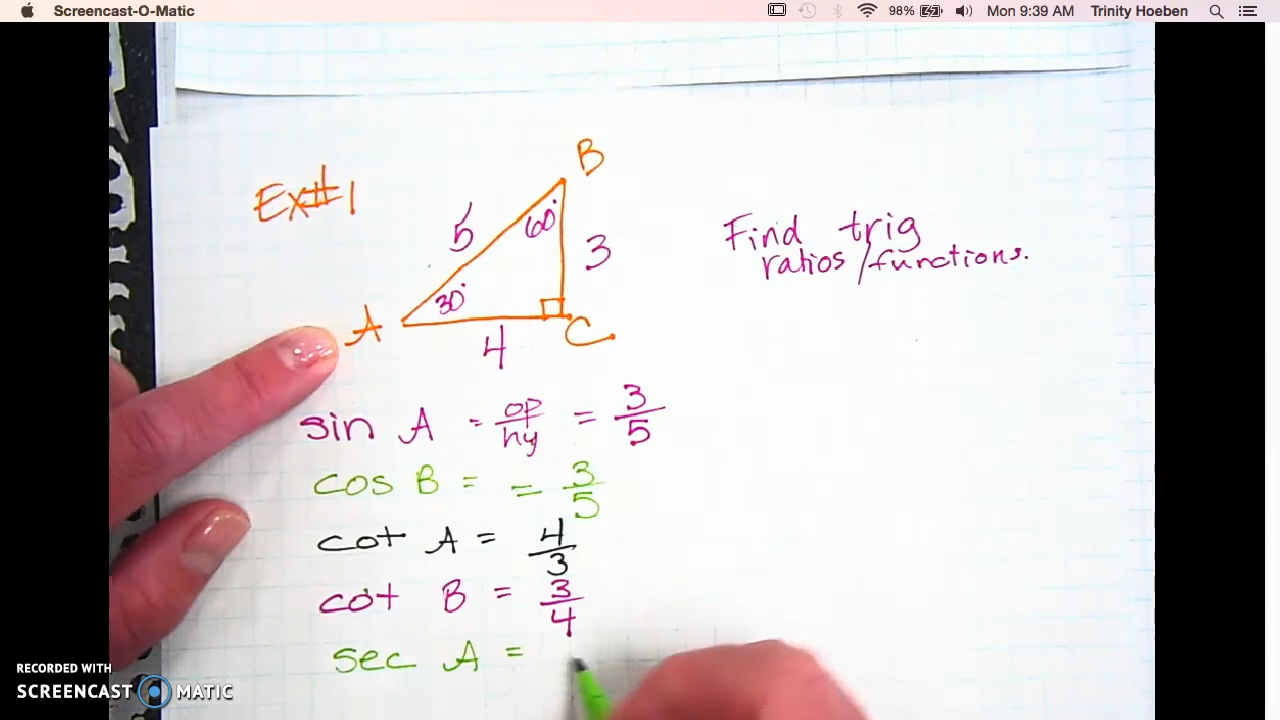 Screencast-O-Matic
98%
Mon 9:39 AM
Trinity Hoeben
Ex#1
B
5
60°
3
30°
A
4
C
Find trig
ratios/functions.
sin A = op/hy = 3/5
cos B = = 3/5
cot A = 4/3
cot B = 3/4
sec A =
RECORDED WITH
SCREENCAST MATIC